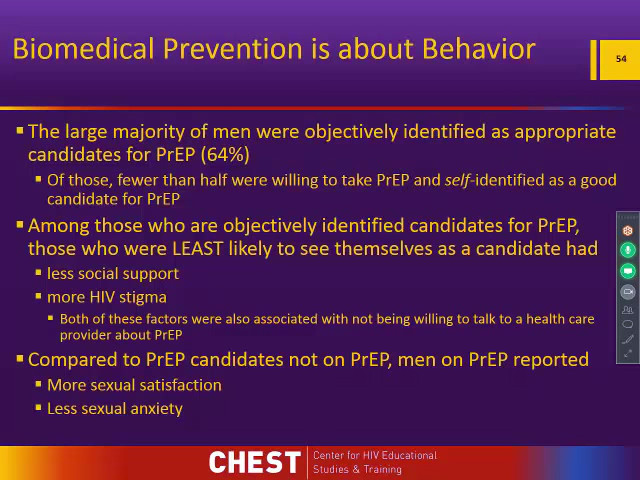 Biomedical Prevention is about Behavior
54
▪ The large majority of men were objectively identified as appropriate
candidates for PrEP (64%)
▪ Of those, fewer than half were willing to take PrEP and self-identified as a good
candidate for PrEP
▪ Among those who are objectively identified candidates for PrEP,
those who were LEAST likely to see themselves as a candidate had
▪ less social support
▪ more HIV stigma
▪ Both of these factors were also associated with not being willing to talk to a health care
provider about PrEP
▪ Compared to PrEP candidates not on PrEP, men on PrEP reported
▪ More sexual satisfaction
▪ Less sexual anxiety
CHEST
Center for HIV Educational
Studies & Training